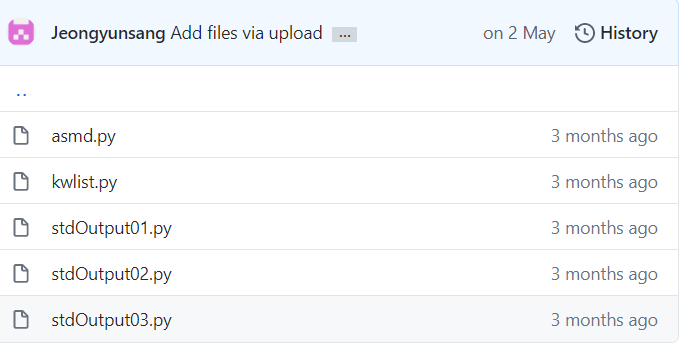 Jeongyunsang Add files via upload ... on 2 May History
..
asmd.py 3 months ago
kwlist.py 3 months ago
stdOutput01.py 3 months ago
stdOutput02.py 3 months ago
stdOutput03.py 3 months ago